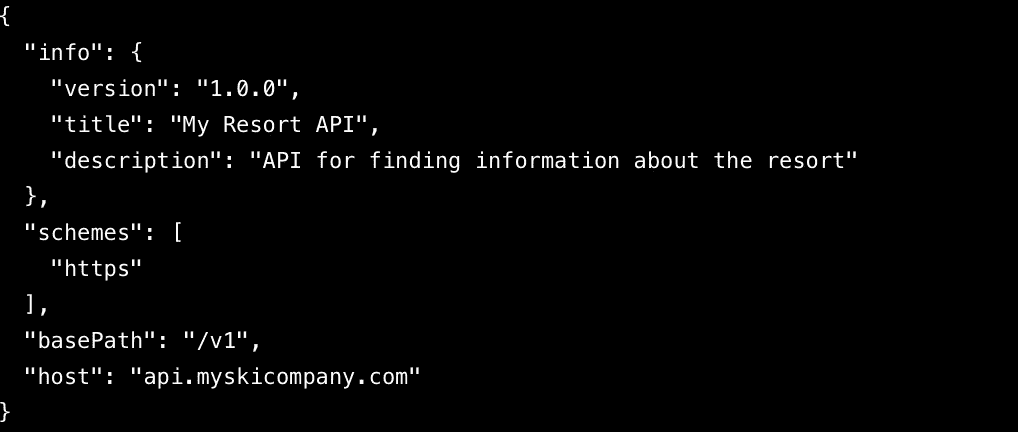 {
  "info": {
    "version": "1.0.0",
    "title": "My Resort API",
    "description": "API for finding information about the resort"
  },
  "schemes": [
    "https"
  ],
  "basePath": "/v1",
  "host": "api.myskicompany.com"
}